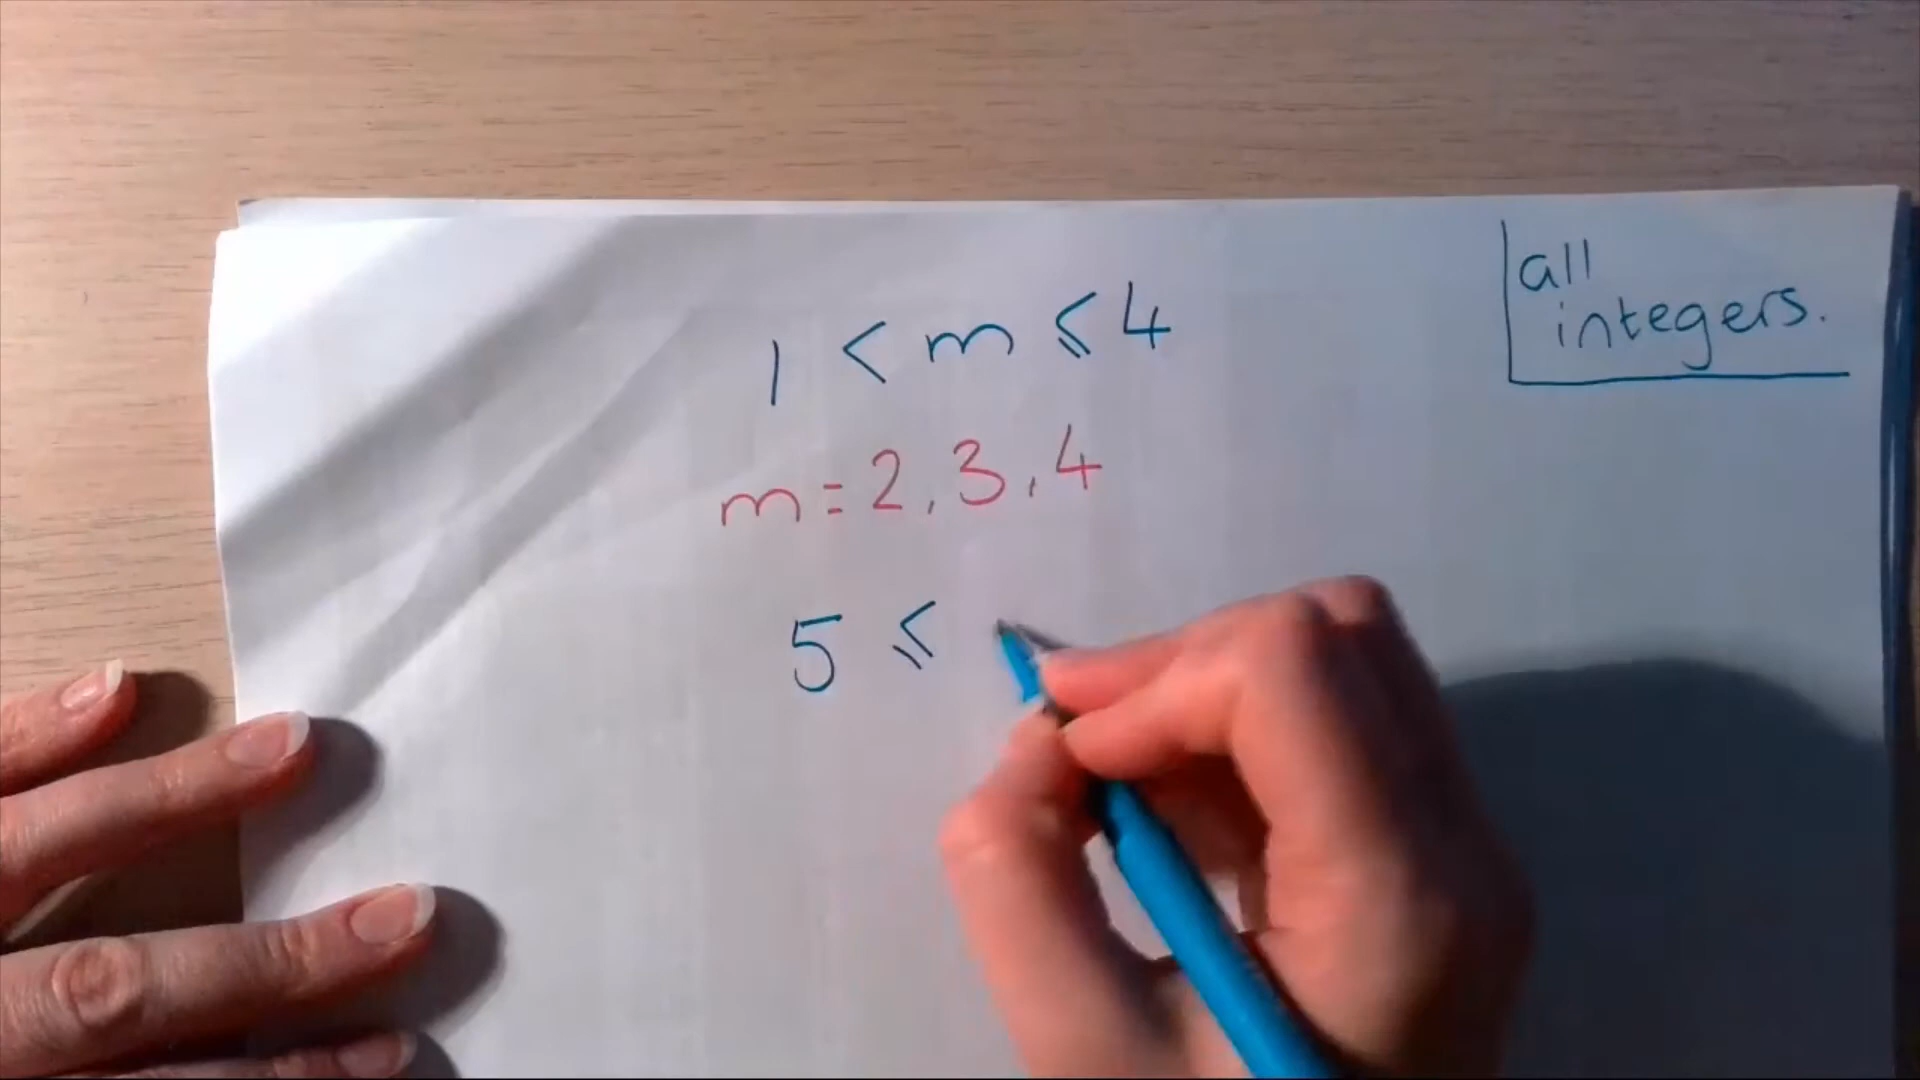 1 < m ⩽ 4
all
integers.
m = 2, 3, 4
5 ⩽